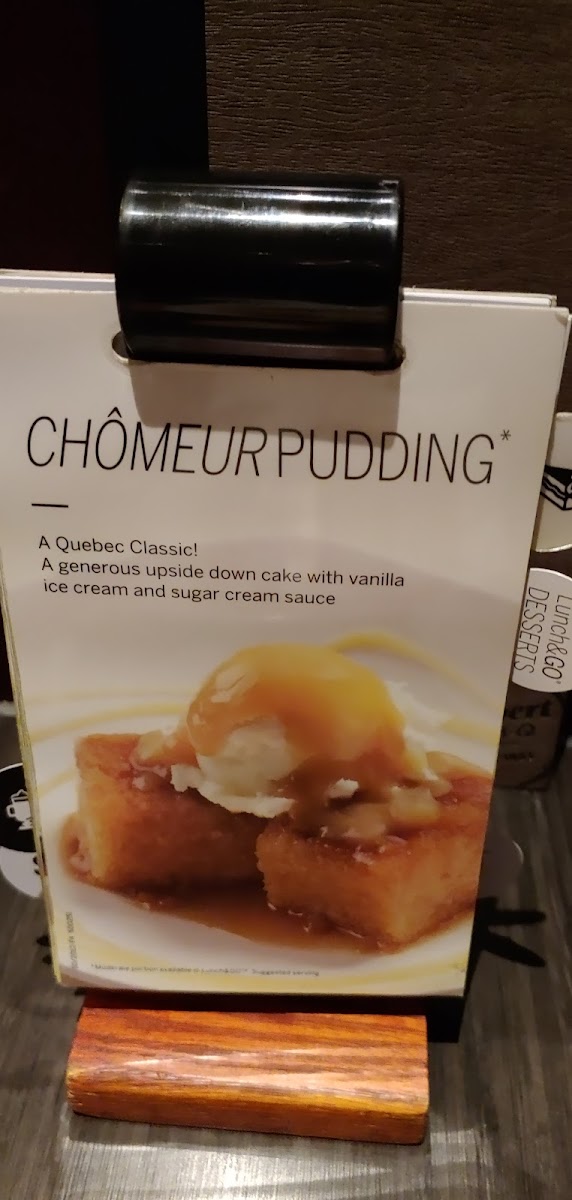 CHÔMEUR PUDDING*
A Quebec Classic!
A generous upside down cake with vanilla
ice cream and sugar cream sauce
Lunch&GO
DESSERTS